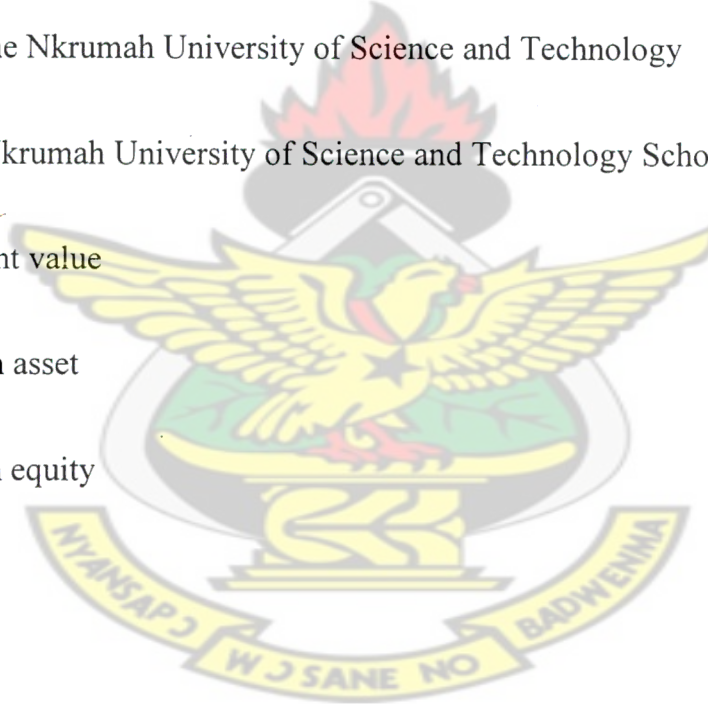 e Nkrumah University of Science and Technology
krumah University of Science and Technology Scho
nt value
n asset
n equity
NYANSAPƆ WƆSANE NO BADWENMA